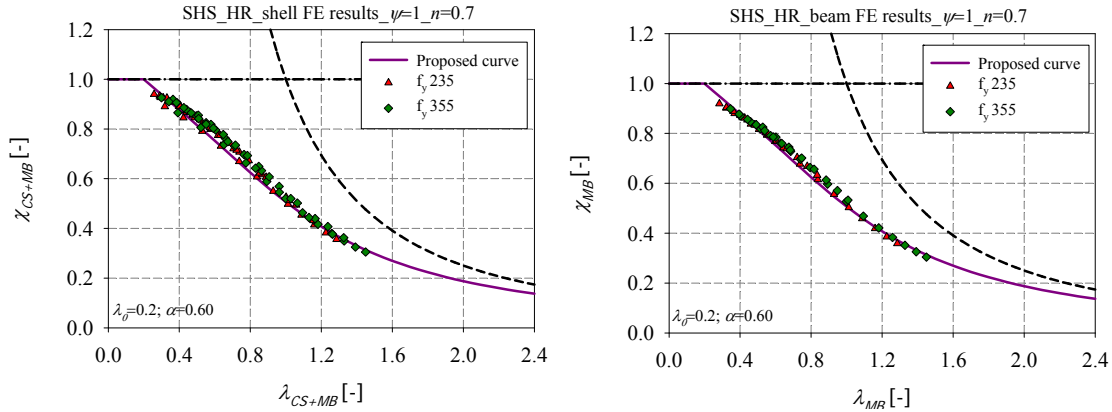 SHS_HR_shell FE results_ψ=1_n=0.7
1.2
1.0
0.8
0.6
0.4
0.2
0.0
χCS+MB [-]
Proposed curve
fy 235
fy 355
λ0=0.2; α=0.60
0.0 0.4 0.8 1.2 1.6 2.0 2.4
λCS+MB [-]
SHS_HR_beam FE results_ψ=1_n=0.7
1.2
1.0
0.8
0.6
0.4
0.2
0.0
χMB [-]
Proposed curve
fy 235
fy 355
λ0=0.2; α=0.60
0.0 0.4 0.8 1.2 1.6 2.0 2.4
λMB [-]